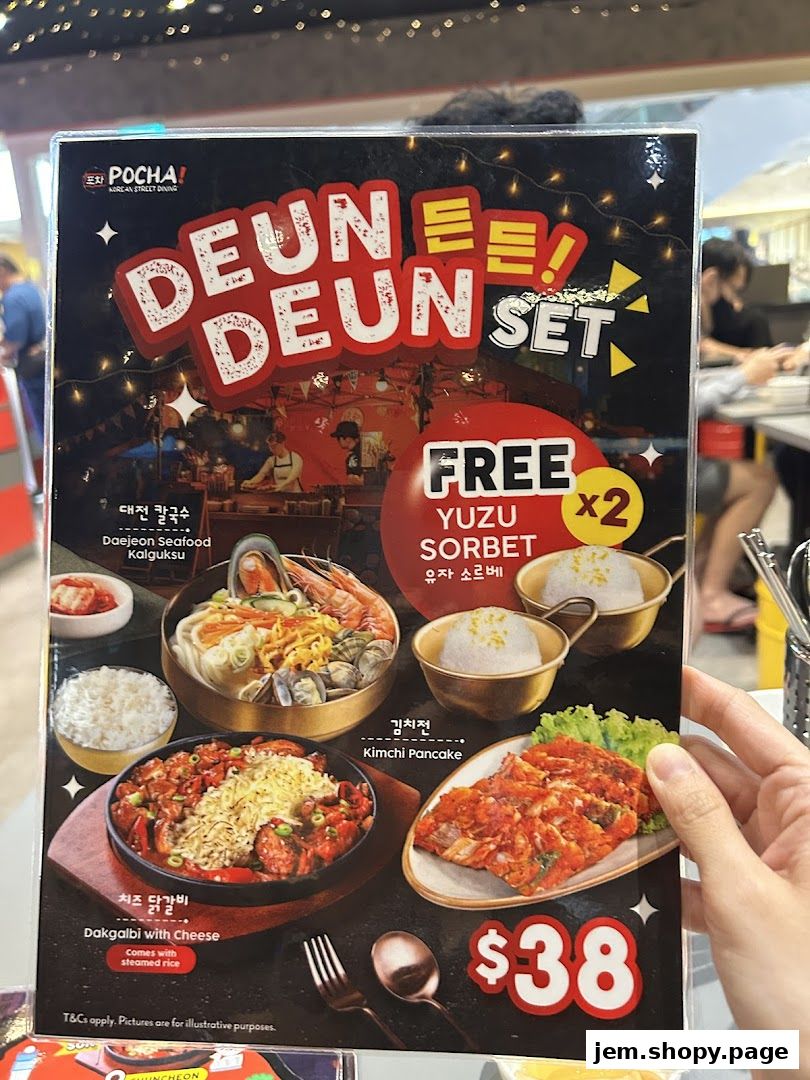 포차 POCHA!
KOREAN STREET DINING
DEUN 든든!
DEUN SET
FREE
x2
YUZU
SORBET
유자 소르베
대전 칼국수
Daejeon Seafood
Kalguksu
김치전
Kimchi Pancake
치즈 닭갈비
Dakgalbi with Cheese
Comes with
steamed rice
$38
T&Cs apply. Pictures are for illustrative purposes.
jem.shopy.page